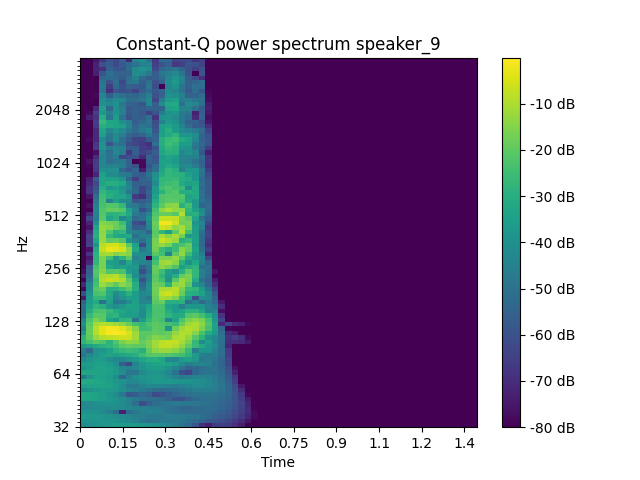 Constant-Q power spectrum speaker_9
Hz
2048
1024
512
256
128
64
32
0 0.15 0.3 0.45 0.6 0.75 0.9 1.1 1.2 1.4
Time
-10 dB
-20 dB
-30 dB
-40 dB
-50 dB
-60 dB
-70 dB
-80 dB